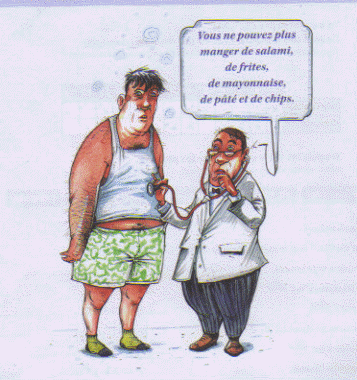 Vous ne pouvez plus
manger de salami,
de frites,
de mayonnaise,
de pâté et de chips.